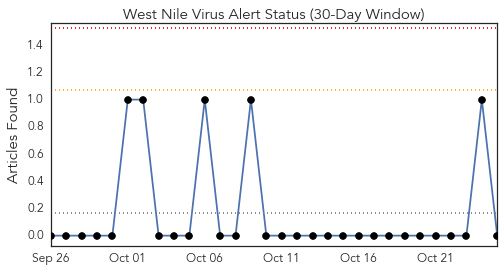 West Nile Virus Alert Status (30-Day Window)
Articles Found
1.4
1.2
1.0
0.8
0.6
0.4
0.2
0.0
Sep 26 Oct 01 Oct 06 Oct 11 Oct 16 Oct 21